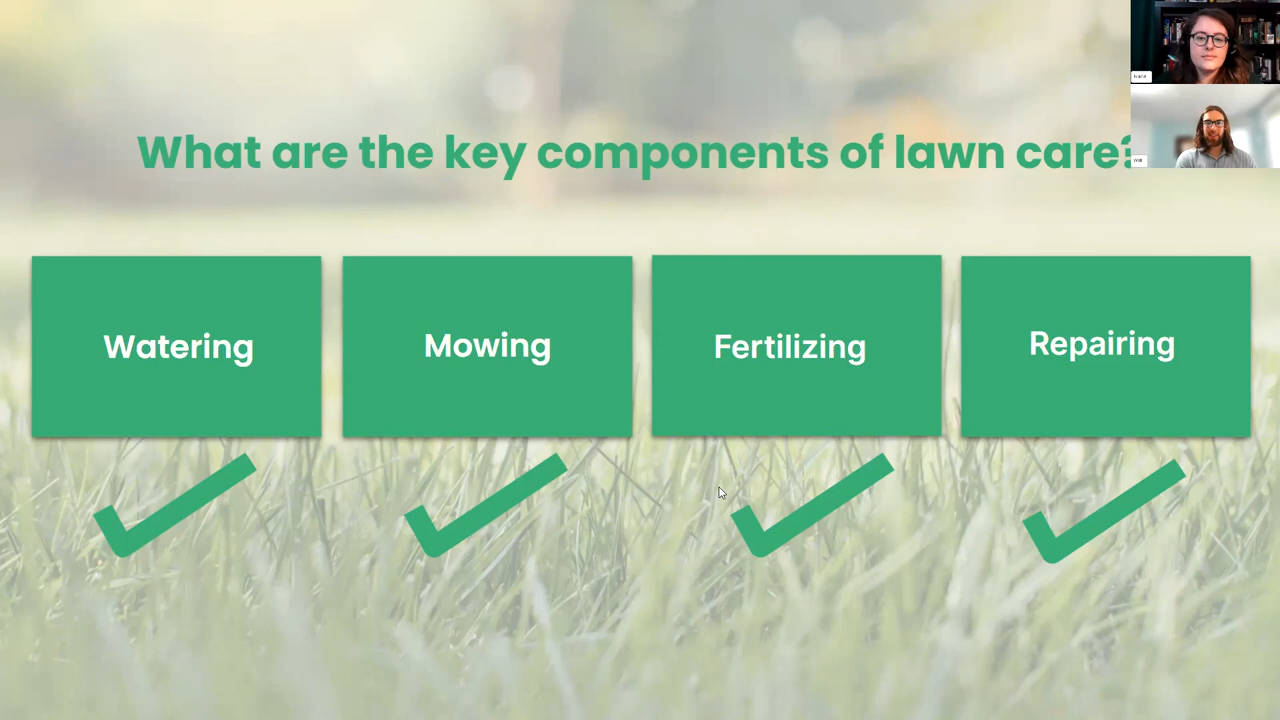 What are the key components of lawn care?
Watering
Mowing
Fertilizing
Repairing